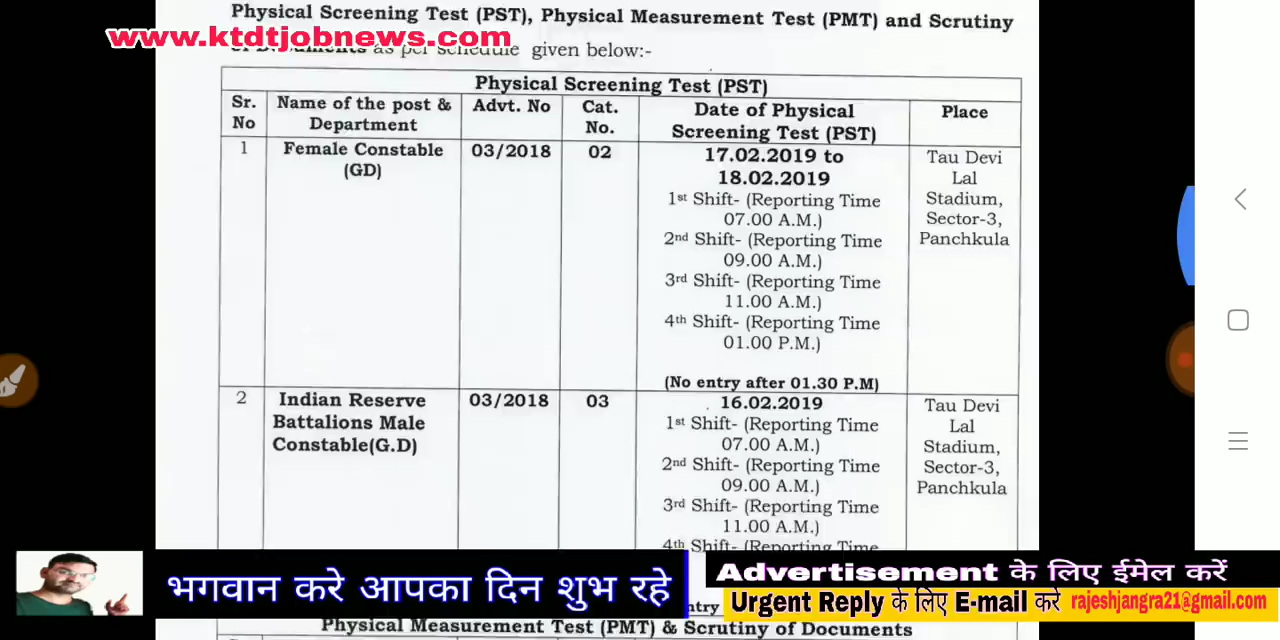 Physical Screening Test (PST), Physical Measurement Test (PMT) and Scrutiny
www.ktdtjobnews.com
as per schedule given below:-
Physical Screening Test (PST)
Sr. No Name of the post & Department Advt. No Cat. No. Date of Physical Screening Test (PST) Place
1 Female Constable (GD) 03/2018 02 17.02.2019 to 18.02.2019 Tau Devi Lal Stadium, Sector-3, Panchkula
1st Shift- (Reporting Time
07.00 A.M.)
2nd Shift- (Reporting Time
09.00 A.M.)
3rd Shift- (Reporting Time
11.00 A.M.)
4th Shift- (Reporting Time
01.00 P.M.)
(No entry after 01.30 P.M)
2 Indian Reserve Battalions Male Constable(G.D) 03/2018 03 16.02.2019 Tau Devi Lal Stadium, Sector-3, Panchkula
1st Shift- (Reporting Time
07.00 A.M.)
2nd Shift- (Reporting Time
09.00 A.M.)
3rd Shift- (Reporting Time
11.00 A.M.)
4th Shift- (Reporting Time
भगवान करे आपका दिन शुभ रहे
Advertisement के लिए ईमेल करें
Urgent Reply के लिए E-mail करे rajeshjangra21@gmail.com
Physical Measurement Test (PMT) & Scrutiny of Documents